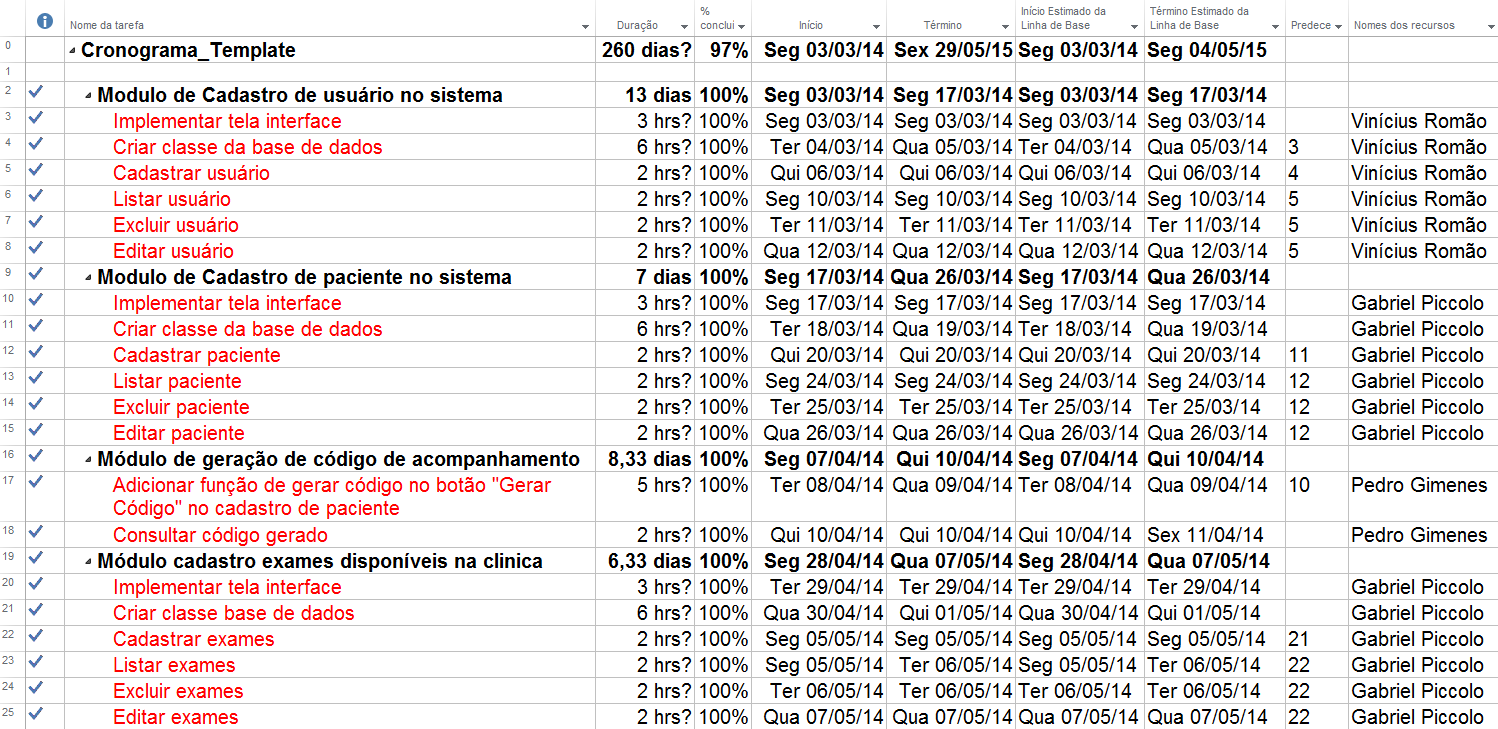 i Nome da tarefa Duração % conclui Início Término Início Estimado da Linha de Base Término Estimado da Linha de Base Predece Nomes dos recursos
0 Cronograma_Template 260 dias? 97% Seg 03/03/14 Sex 29/05/15 Seg 03/03/14 Seg 04/05/15
1
2 Modulo de Cadastro de usuário no sistema 13 dias 100% Seg 03/03/14 Seg 17/03/14 Seg 03/03/14 Seg 17/03/14
3 Implementar tela interface 3 hrs? 100% Seg 03/03/14 Seg 03/03/14 Seg 03/03/14 Seg 03/03/14 Vinícius Romão
4 Criar classe da base de dados 6 hrs? 100% Ter 04/03/14 Qua 05/03/14 Ter 04/03/14 Qua 05/03/14 3 Vinícius Romão
5 Cadastrar usuário 2 hrs? 100% Qui 06/03/14 Qui 06/03/14 Qui 06/03/14 Qui 06/03/14 4 Vinícius Romão
6 Listar usuário 2 hrs? 100% Seg 10/03/14 Seg 10/03/14 Seg 10/03/14 Seg 10/03/14 5 Vinícius Romão
7 Excluir usuário 2 hrs? 100% Ter 11/03/14 Ter 11/03/14 Ter 11/03/14 Ter 11/03/14 5 Vinícius Romão
8 Editar usuário 2 hrs? 100% Qua 12/03/14 Qua 12/03/14 Qua 12/03/14 Qua 12/03/14 5 Vinícius Romão
9 Modulo de Cadastro de paciente no sistema 7 dias 100% Seg 17/03/14 Qua 26/03/14 Seg 17/03/14 Qua 26/03/14
10 Implementar tela interface 3 hrs? 100% Seg 17/03/14 Seg 17/03/14 Seg 17/03/14 Seg 17/03/14 Gabriel Piccolo
11 Criar classe da base de dados 6 hrs? 100% Ter 18/03/14 Qua 19/03/14 Ter 18/03/14 Qua 19/03/14 Gabriel Piccolo
12 Cadastrar paciente 2 hrs? 100% Qui 20/03/14 Qui 20/03/14 Qui 20/03/14 Qui 20/03/14 11 Gabriel Piccolo
13 Listar paciente 2 hrs? 100% Seg 24/03/14 Seg 24/03/14 Seg 24/03/14 Seg 24/03/14 12 Gabriel Piccolo
14 Excluir paciente 2 hrs? 100% Ter 25/03/14 Ter 25/03/14 Ter 25/03/14 Ter 25/03/14 12 Gabriel Piccolo
15 Editar paciente 2 hrs? 100% Qua 26/03/14 Qua 26/03/14 Qua 26/03/14 Qua 26/03/14 12 Gabriel Piccolo
16 Módulo de geração de código de acompanhamento 8,33 dias 100% Seg 07/04/14 Qui 10/04/14 Seg 07/04/14 Qui 10/04/14
17 Adicionar função de gerar código no botão "Gerar 5 hrs? 100% Ter 08/04/14 Qua 09/04/14 Ter 08/04/14 Qua 09/04/14 10 Pedro Gimenes
Código" no cadastro de paciente
18 Consultar código gerado 2 hrs? 100% Qui 10/04/14 Qui 10/04/14 Qui 10/04/14 Sex 11/04/14 Pedro Gimenes
19 Módulo cadastro exames disponíveis na clinica 6,33 dias 100% Seg 28/04/14 Qua 07/05/14 Seg 28/04/14 Qua 07/05/14
20 Implementar tela interface 3 hrs? 100% Ter 29/04/14 Ter 29/04/14 Ter 29/04/14 Ter 29/04/14 Gabriel Piccolo
21 Criar classe base de dados 6 hrs? 100% Qua 30/04/14 Qui 01/05/14 Qua 30/04/14 Qui 01/05/14 Gabriel Piccolo
22 Cadastrar exames 2 hrs? 100% Seg 05/05/14 Seg 05/05/14 Seg 05/05/14 Seg 05/05/14 21 Gabriel Piccolo
23 Listar exames 2 hrs? 100% Seg 05/05/14 Ter 06/05/14 Seg 05/05/14 Ter 06/05/14 22 Gabriel Piccolo
24 Excluir exames 2 hrs? 100% Ter 06/05/14 Ter 06/05/14 Ter 06/05/14 Ter 06/05/14 22 Gabriel Piccolo
25 Editar exames 2 hrs? 100% Qua 07/05/14 Qua 07/05/14 Qua 07/05/14 Qua 07/05/14 22 Gabriel Piccolo